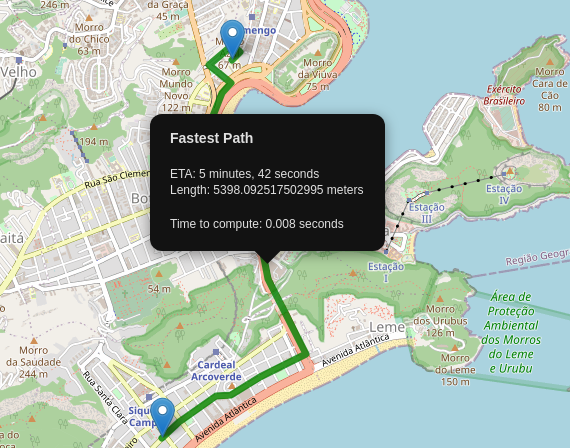 246 m
da Graça
45 m
Morro
do Chico
63 m
Velho
mengo
67 m
Morro
da Viúva
75 m
Morro
Mundo
Novo
122 m
Exército
Brasileiro
Morro
Cara de
Cão
80 m
194 m
Rua São Clemen
Bot
aitá
Fastest Path
ETA: 5 minutes, 42 seconds
Length: 5398.092517502995 meters
Time to compute: 0.008 seconds
Estação
IV
Estação
III
Estação
I
Região Geogr
54 m
Leme
Morro
dos Urubus
126 m
Morro
do Leme
150 m
Área de
Proteção
Ambiental
dos Morros
do Leme
e Urubu
Morro
da Saudade
244 m
Cardeal
Arcoverde
Avenida Atlântica
Rua Santa Clara
Siqu
Camp
Avenida Atlântica